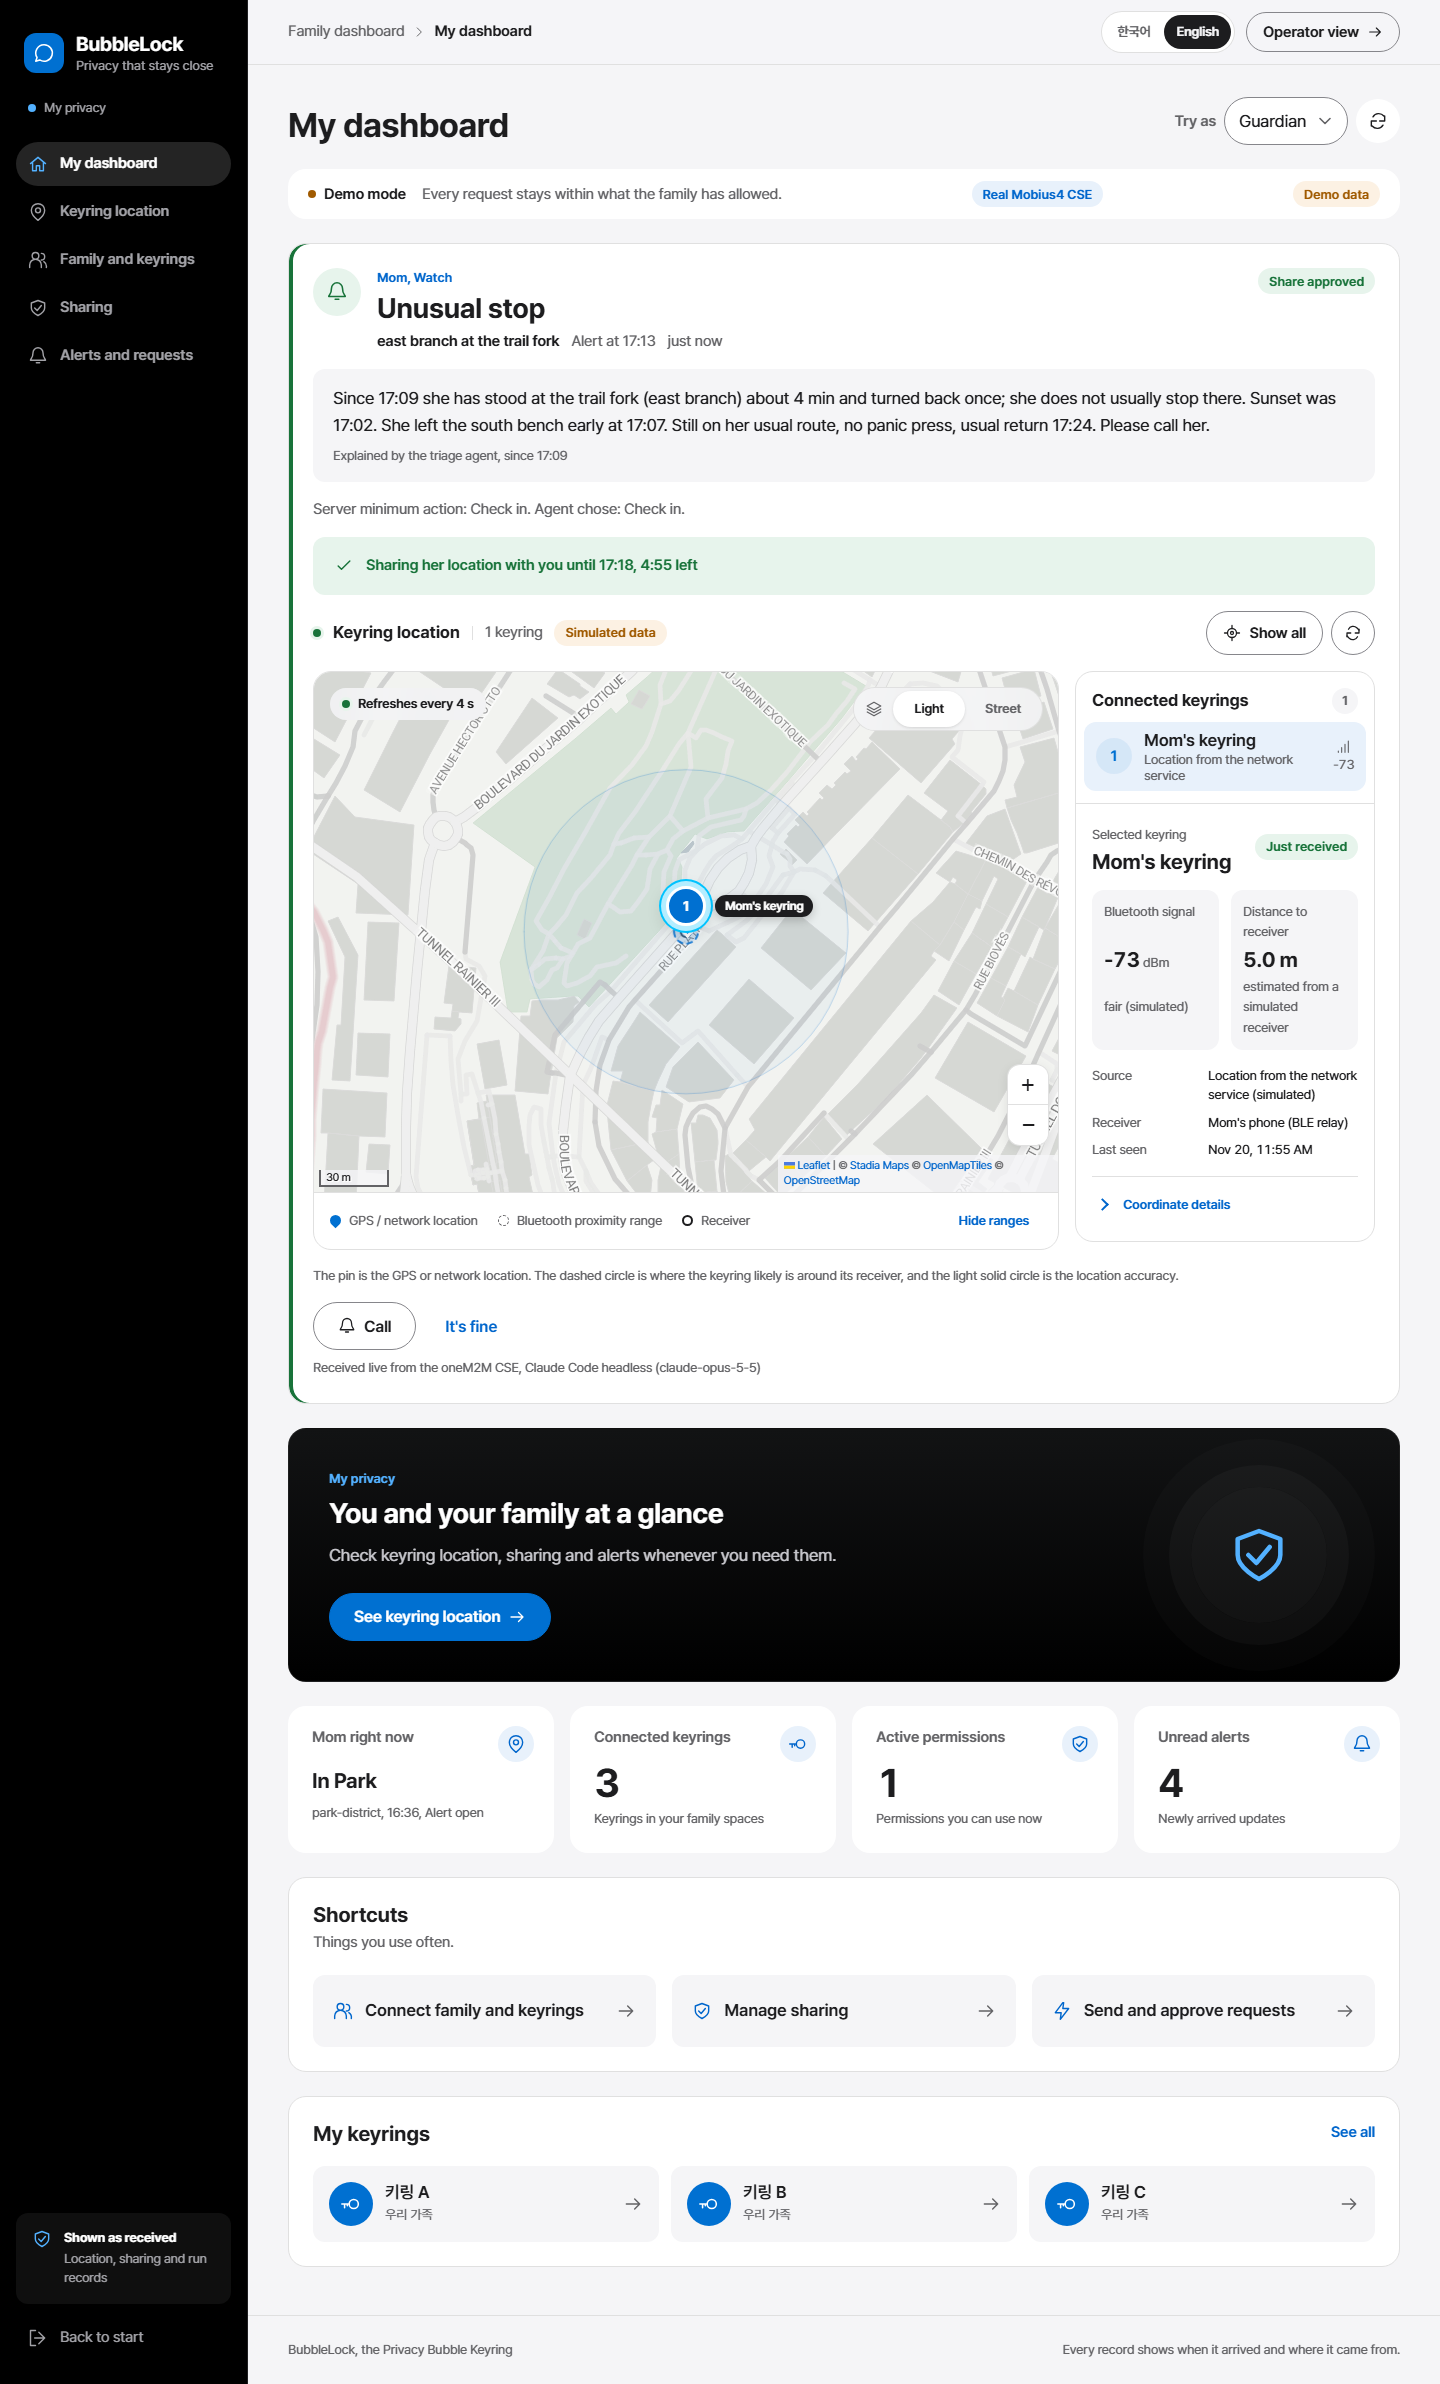 BubbleLock
Privacy that stays close
My privacy
My dashboard
Keyring location
Family and keyrings
Sharing
Alerts and requests
Shown as received
Location, sharing and run
records
Back to start
Family dashboard
My dashboard
한국어
English
Operator view
My dashboard
Try as
Guardian
Demo mode
Every request stays within what the family has allowed.
Real Mobius4 CSE
Demo data
Mom, Watch
Unusual stop
Share approved
east branch at the trail fork
Alert at 17:13
just now
Since 17:09 she has stood at the trail fork (east branch) about 4 min and turned back once; she does not usually stop there. Sunset was
17:02. She left the south bench early at 17:07. Still on her usual route, no panic press, usual return 17:24. Please call her.
Explained by the triage agent, since 17:09
Server minimum action: Check in. Agent chose: Check in.
Sharing her location with you until 17:18, 4:55 left
Keyring location
1 keyring
Simulated data
Show all
Refreshes every 4 s
Light
Street
AVENUE HECTOR OTTO
BOULEVARD DU JARDIN EXOTIQUE
DU JARDIN EXOTIQUE
CHEMIN DES RÉVO
TUNNEL RAINIER III
RUE BIOVÈS
BOULEVAR
TUNN
1
Mom's keyring
+
−
30 m
Leaflet | © Stadia Maps © OpenMapTiles ©
OpenStreetMap
GPS / network location
Bluetooth proximity range
Receiver
Hide ranges
Connected keyrings
1
1
Mom's keyring
Location from the network
service
-73
Selected keyring
Mom's keyring
Just received
Bluetooth signal
-73 dBm
fair (simulated)
Distance to
receiver
5.0 m
estimated from a
simulated
receiver
Source
Location from the network
service (simulated)
Receiver
Mom's phone (BLE relay)
Last seen
Nov 20, 11:55 AM
Coordinate details
The pin is the GPS or network location. The dashed circle is where the keyring likely is around its receiver, and the light solid circle is the location accuracy.
Call
It's fine
Received live from the oneM2M CSE, Claude Code headless (claude-opus-5-5)
My privacy
You and your family at a glance
Check keyring location, sharing and alerts whenever you need them.
See keyring location
Mom right now
In Park
park-district, 16:36, Alert open
Connected keyrings
3
Keyrings in your family spaces
Active permissions
1
Permissions you can use now
Unread alerts
4
Newly arrived updates
Shortcuts
Things you use often.
Connect family and keyrings
Manage sharing
Send and approve requests
My keyrings
See all
키링 A
우리 가족
키링 B
우리 가족
키링 C
우리 가족
BubbleLock, the Privacy Bubble Keyring
Every record shows when it arrived and where it came from.